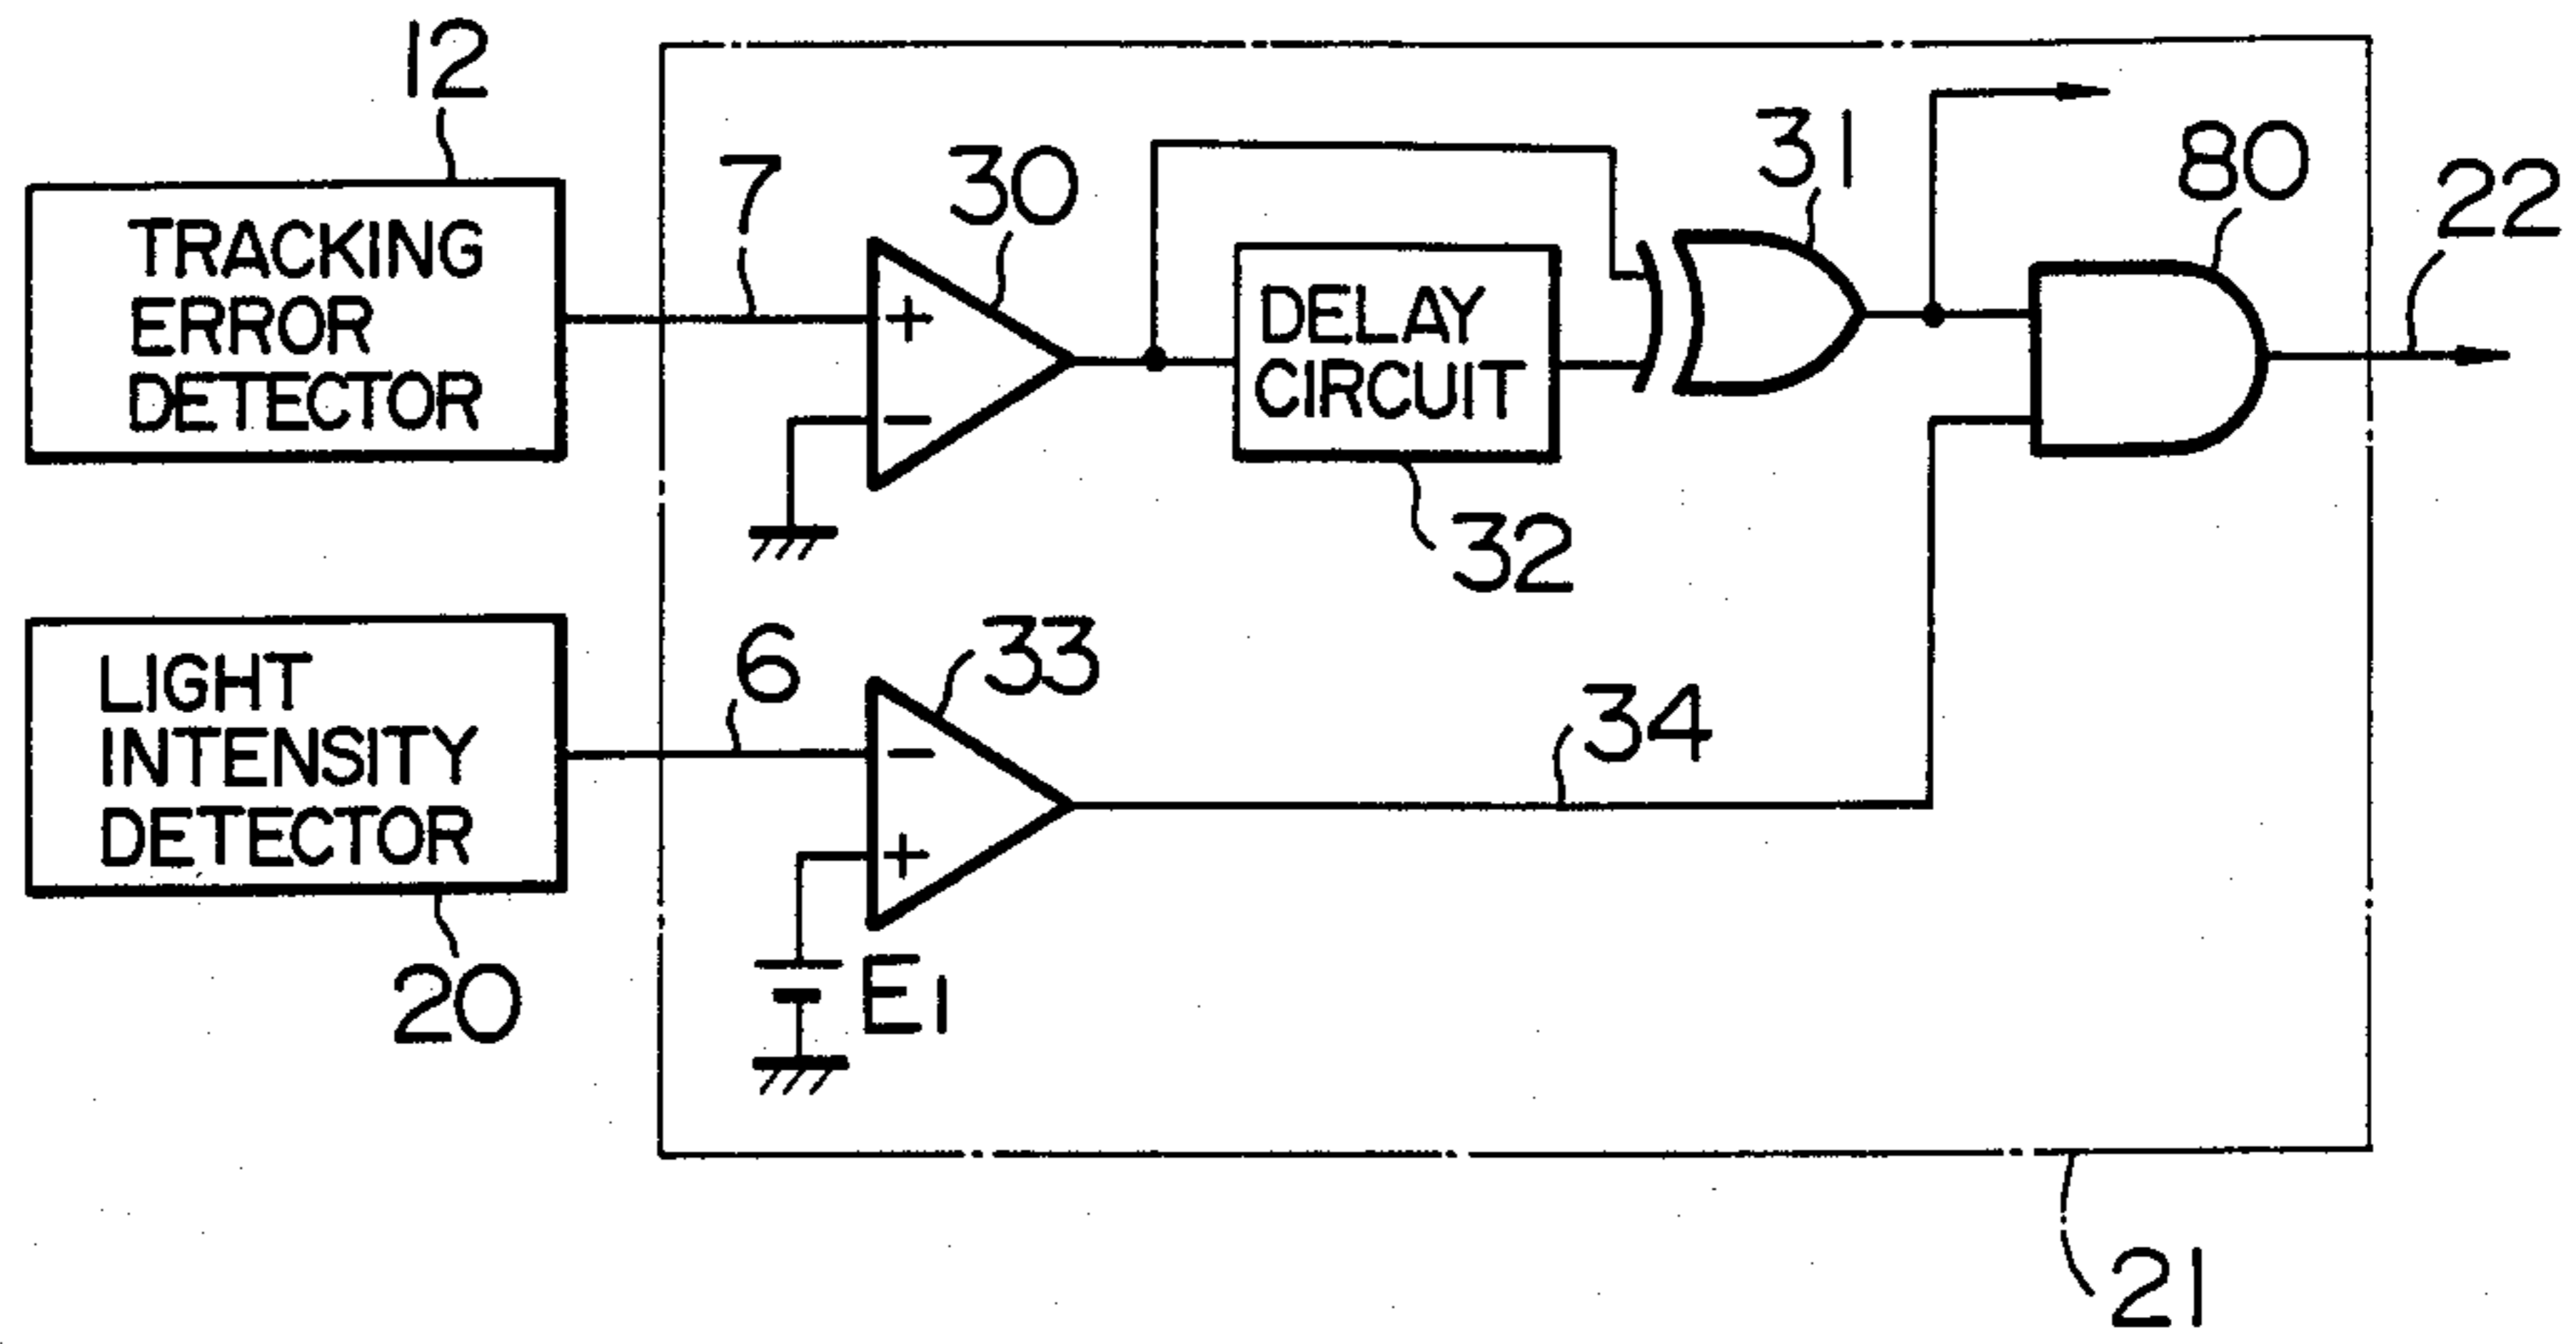 12
TRACKING
ERROR
DETECTOR
7
30
+
−
DELAY
CIRCUIT
32
31
80
22
LIGHT
INTENSITY
DETECTOR
20
6
33
−
+
E1
34
21